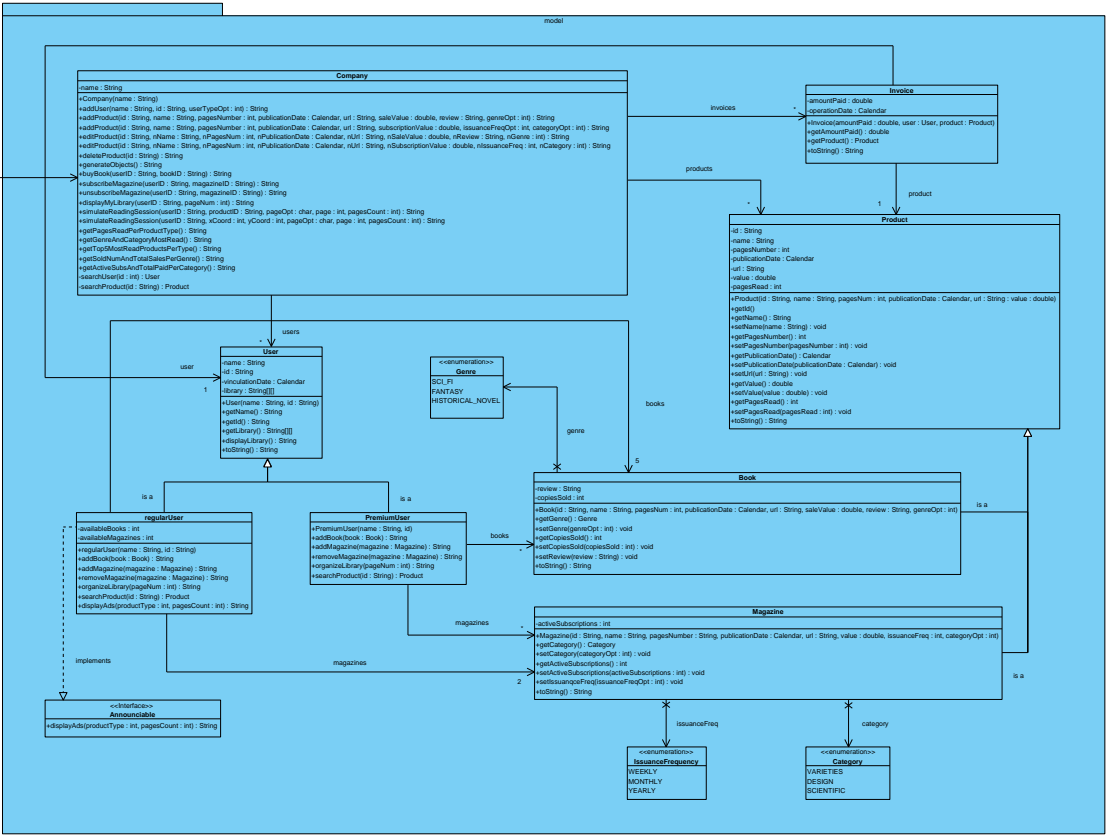 model
Company
-name : String
+Company(name : String)
+addUser(name : String, id : String, userTypeOpt : int) : String
+addProduct(id : String, name : String, pagesNumber : int, publicationDate : Calendar, url : String, saleValue : double, review : String, genreOpt : int) : String
+addProduct(id : String, name : String, pagesNumber : int, publicationDate : Calendar, url : String, subscriptionValue : double, issuanceFreqOpt : int, categoryOpt : int) : String
+editProduct(id : String, nName : String, nPagesNum : int, nPublicationDate : Calendar, nUrl : String, nSaleValue : double, nReview : String, nGenre : int) : String
+editProduct(id : String, nName : String, nPagesNum : int, nPublicationDate : Calendar, nUrl : String, nSubscriptionValue : double, nIssuanceFreq : int, nCategory : int) : String
+deleteProduct(id : String) : String
+generateObjects() : String
+buyBook(userID : String, bookID : String) : String
+subscribeMagazine(userID : String, magazineID : String) : String
+unsubscribeMagazine(userID : String, magazineID : String) : String
+displayMyLibrary(userID : String, pageNum : int) : String
+simulateReadingSession(userID : String, productID : String, pageOpt : char, page : int, pagesCount : int) : String
+simulateReadingSession(userID : String, xCoord : int, yCoord : int, pageOpt : char, page : int, pagesCount : int) : String
+getPagesReadPerProductType() : String
+getGenreAndCategoryMostRead() : String
+getTop5MostReadProductsPerType() : String
+getSoldNumAndTotalSalesPerGenre() : String
+getActiveSubsAndTotalPaidPerCategory() : String
-searchUser(id : int) : User
-searchProduct(id : String) : Product
invoices
*
Invoice
-amountPaid : double
-operationDate : Calendar
+Invoice(amountPaid : double, user : User, product : Product)
+getAmountPaid() : double
+getProduct() : Product
+toString() : String
products
*
product
1
Product
-id : String
-name : String
-pagesNumber : int
-publicationDate : Calendar
-url : String
-value : double
-pagesRead : int
+Product(id : String, name : String, pagesNum : int, publicationDate : Calendar, url : String : value : double)
+getId()
+getName() : String
+setName(name : String) : void
+getPagesNumber() : int
+setPagesNumber(pagesNumber : int) : void
+getPublicationDate() : Calendar
+setPublicationDate(publicationDate : Calendar) : void
+setUrl(url : String) : void
+getValue() : double
+setValue(value : double) : void
+getPagesRead() : int
+setPagesRead(pagesRead : int) : void
+toString() : String
users
*
user
1
User
-name : String
-id : String
-vinculationDate : Calendar
-library : String[][]
+User(name : String, id : String)
+getName() : String
+getId() : String
+getLibrary() : String[][]
+displayLibrary() : String
+toString() : String
<<enumeration>>
Genre
SCI_FI
FANTASY
HISTORICAL_NOVEL
genre
books
5
is a
is a
is a
Book
-review : String
-copiesSold : int
+Book(id : String, name : String, pagesNum : int, publicationDate : Calendar, url : String, saleValue : double, review : String, genreOpt : int)
+getGenre() : Genre
+setGenre(genreOpt : int) : void
+getCopiesSold() : int
+setCopiesSold(copiesSold : int) : void
+setReview(review : String) : void
+toString() : String
regularUser
-availableBooks : int
-availableMagazines : int
+regularUser(name : String, id : String)
+addBook(book : Book) : String
+addMagazine(magazine : Magazine) : String
+removeMagazine(magazine : Magazine) : String
+organizeLibrary(pageNum : int) : String
+searchProduct(id : String) : Product
+displayAds(productType : int, pagesCount : int) : String
PremiumUser
+PremiumUser(name : String, id)
+addBook(book : Book) : String
+addMagazine(magazine : Magazine) : String
+removeMagazine(magazine : Magazine) : String
+organizeLibrary(pageNum : int) : String
+searchProduct(id : String) : Product
books
*
magazines
*
magazines
2
Magazine
-activeSubscriptions : int
+Magazine(id : String, name : String, pagesNumber : String, publicationDate : Calendar, url : String, value : double, issuanceFreq : int, categoryOpt : int)
+getCategory() : Category
+setCategory(categoryOpt : int) : void
+getActiveSubscriptions() : int
+setActiveSubscriptions(activeSubscriptions : int) : void
+setIssuanqceFreq(issuanceFreqOpt : int) : void
+toString() : String
is a
implements
<<Interface>>
Announciable
+displayAds(productType : int, pagesCount : int) : String
issuanceFreq
category
<<enumeration>>
IssuanceFrequency
WEEKLY
MONTHLY
YEARLY
<<enumeration>>
Category
VARIETIES
DESIGN
SCIENTIFIC